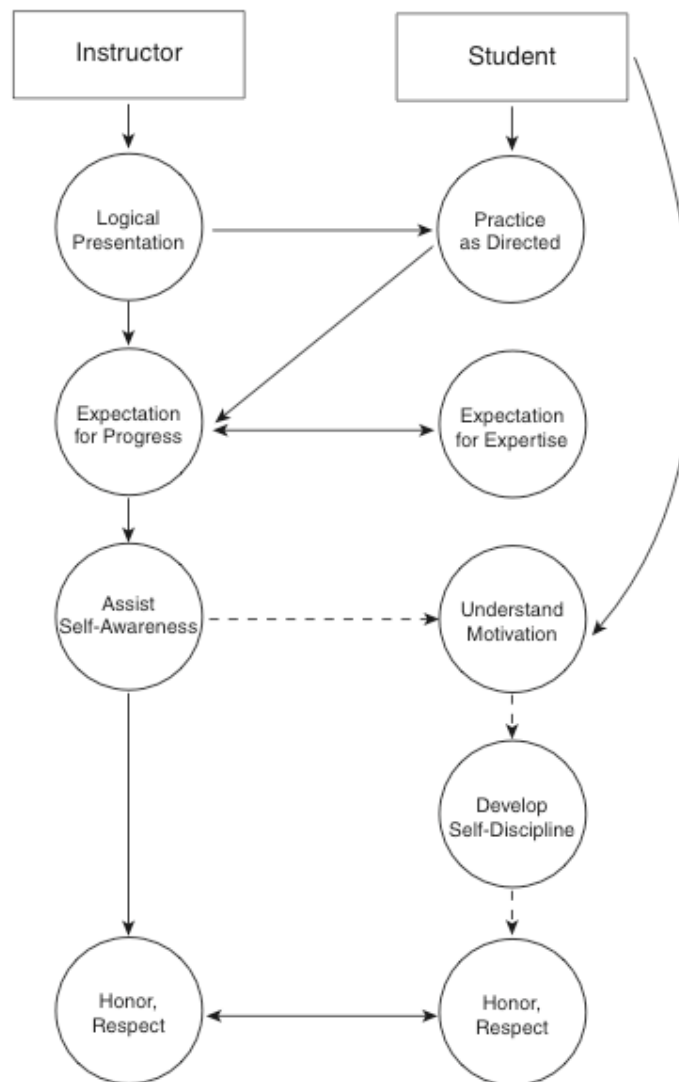 Instructor
Student
Logical
Presentation
Practice
as Directed
Expectation
for Progress
Expectation
for Expertise
Assist
Self-Awareness
Understand
Motivation
Develop
Self-Discipline
Honor,
Respect
Honor,
Respect